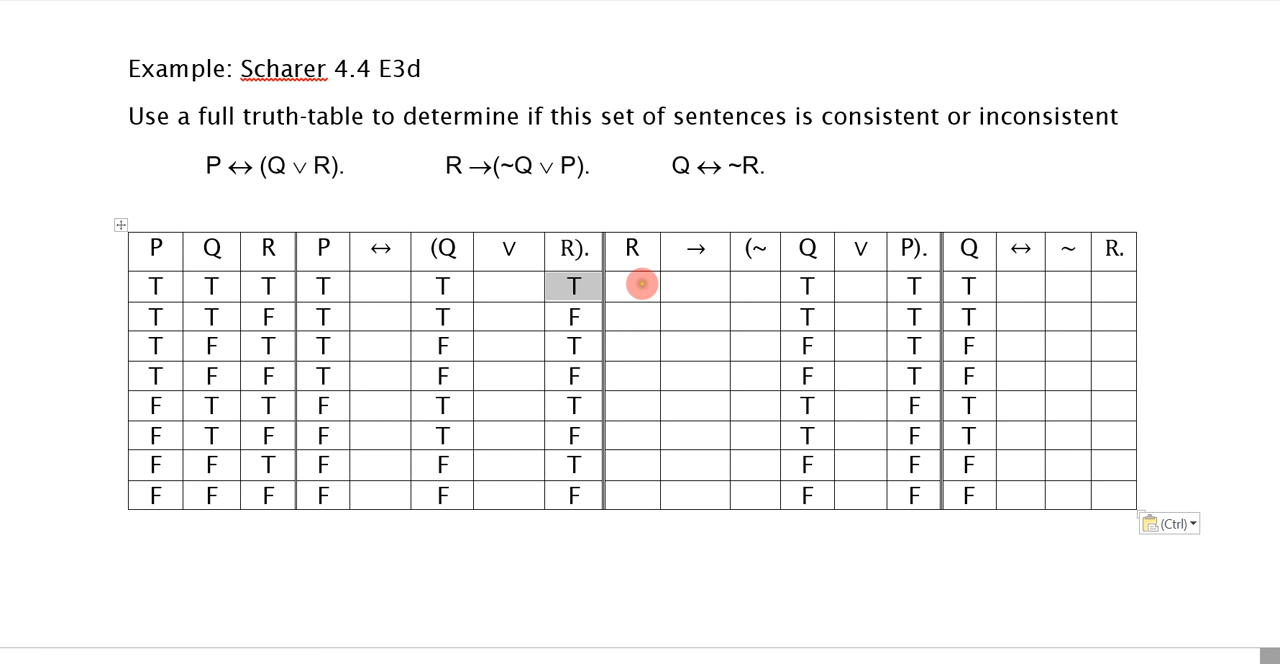 Example: Scharer 4.4 E3d
Use a full truth-table to determine if this set of sentences is consistent or inconsistent
P ↔ (Q ∨ R). R →(~Q ∨ P). Q ↔ ~R.
P Q R P ↔ (Q ∨ R). R → (~ Q ∨ P). Q ↔ ~ R.
T T T T T T T T T
T T F T T F T T T
T F T T F T F T F
T F F T F F F T F
F T T F T T T F T
F T F F T F T F T
F F T F F T F F F
F F F F F F F F F
(Ctrl)